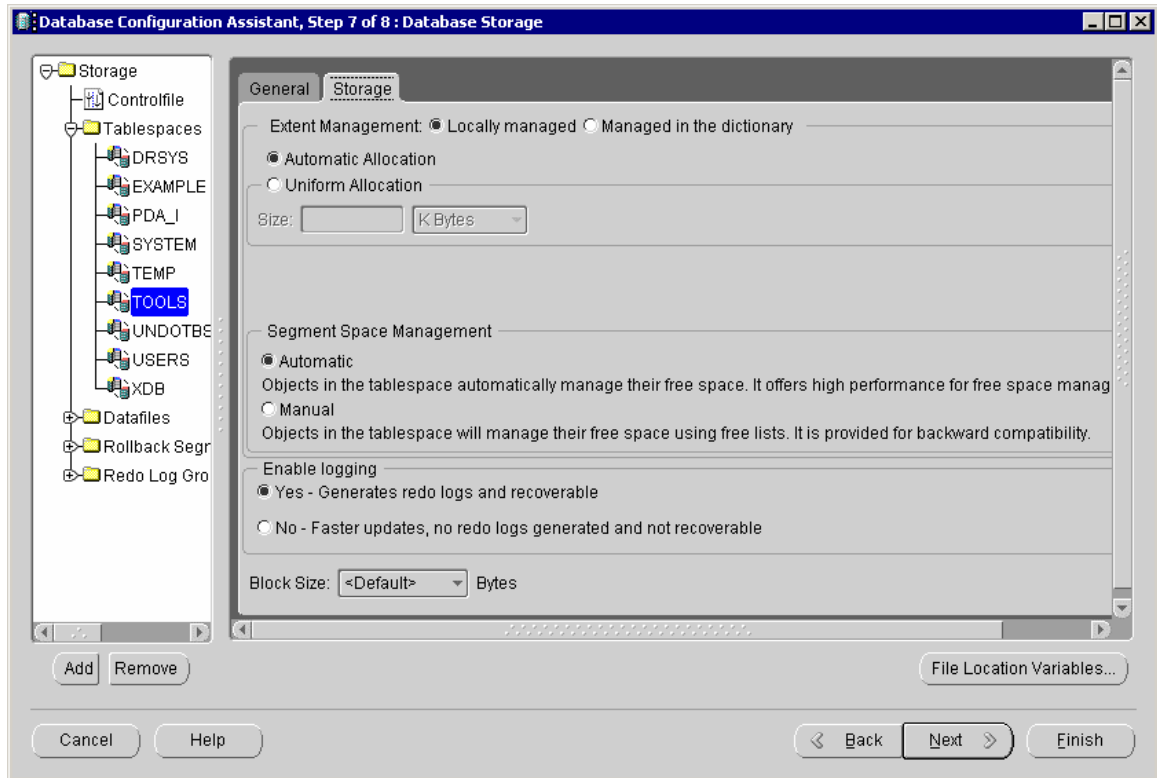 Database Configuration Assistant, Step 7 of 8 : Database Storage
Storage
Controlfile
Tablespaces
DRSYS
EXAMPLE
PDA_I
SYSTEM
TEMP
TOOLS
UNDOTBS
USERS
XDB
Datafiles
Rollback Segr
Redo Log Gro
General Storage
Extent Management: Locally managed Managed in the dictionary
Automatic Allocation
Uniform Allocation
Size: K Bytes
Segment Space Management
Automatic
Objects in the tablespace automatically manage their free space. It offers high performance for free space manag
Manual
Objects in the tablespace will manage their free space using free lists. It is provided for backward compatibility.
Enable logging
Yes - Generates redo logs and recoverable
No - Faster updates, no redo logs generated and not recoverable
Block Size: <Default> Bytes
Add Remove File Location Variables...
Cancel Help Back Next Finish